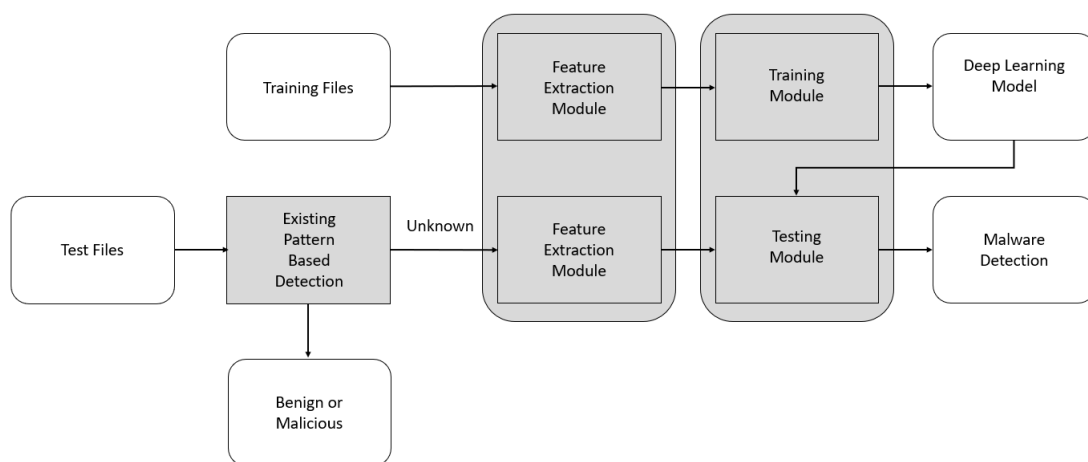 Training Files
Feature
Extraction
Module
Training
Module
Deep Learning
Model
Test Files
Existing
Pattern
Based
Detection
Unknown
Feature
Extraction
Module
Testing
Module
Malware
Detection
Benign or
Malicious